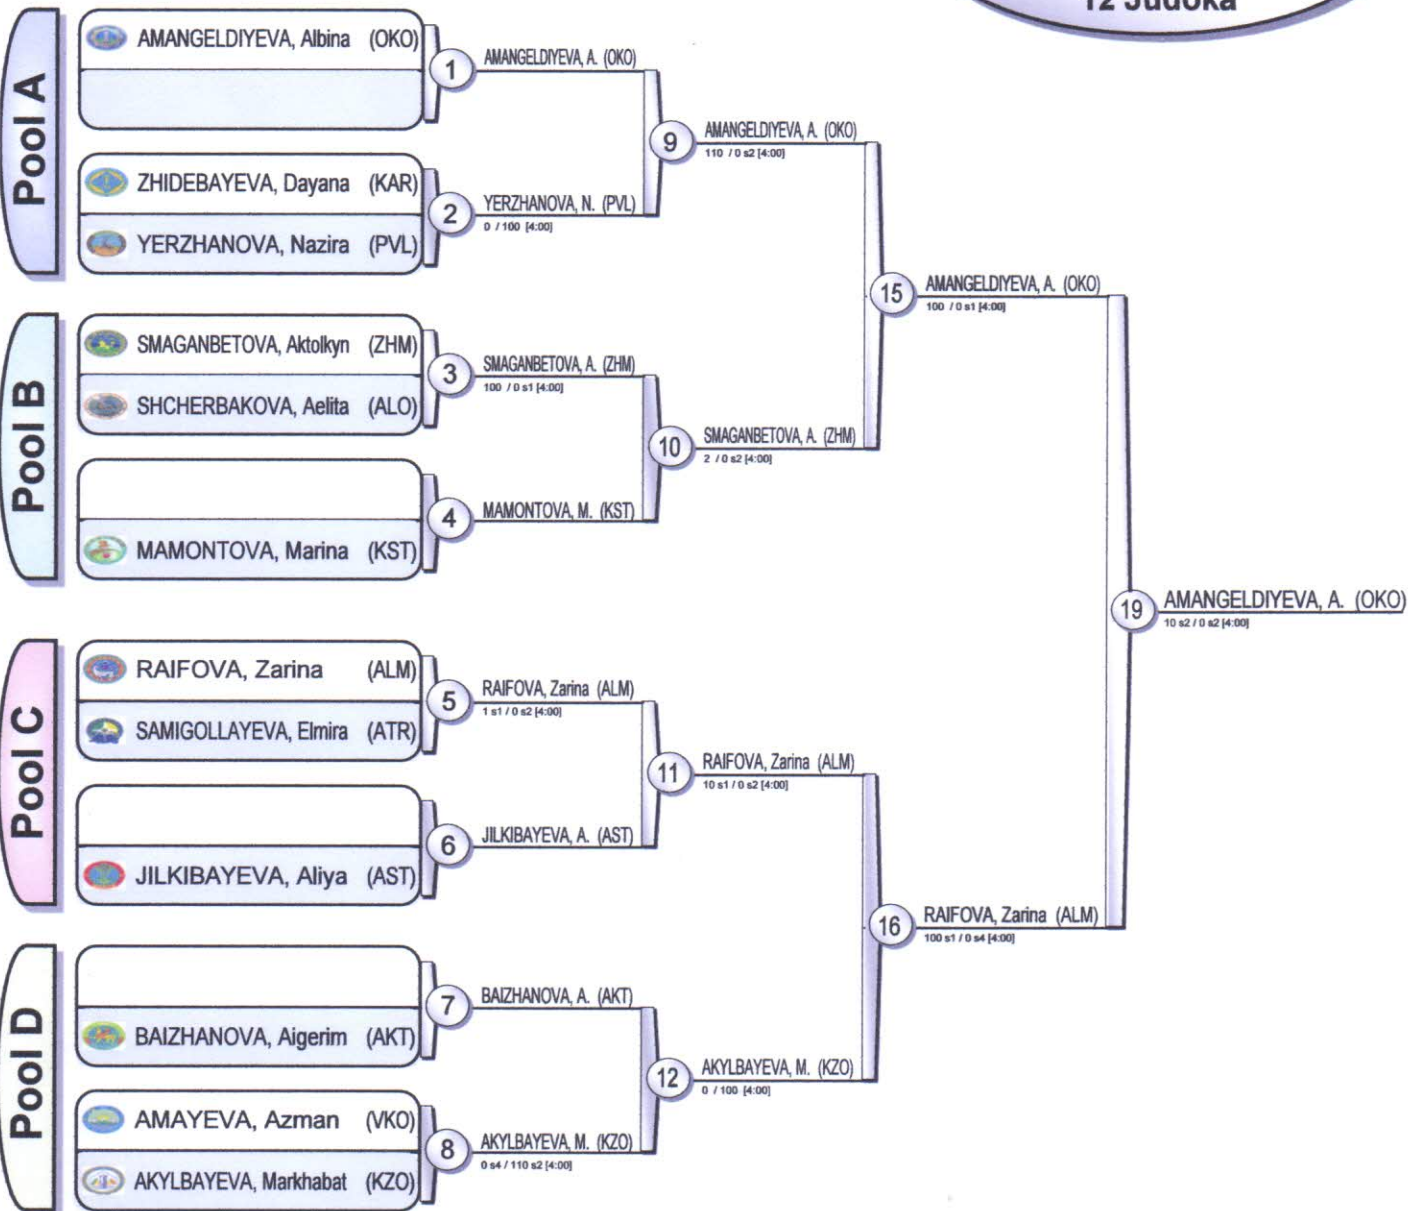 12 Judoka
Pool A
AMANGELDIYEVA, Albina (OKO)
1
AMANGELDIYEVA, A. (OKO)
ZHIDEBAYEVA, Dayana (KAR)
YERZHANOVA, Nazira (PVL)
2
YERZHANOVA, N. (PVL)
0 / 100 [4:00]
9
AMANGELDIYEVA, A. (OKO)
110 / 0 s2 [4:00]
Pool B
SMAGANBETOVA, Aktolkyn (ZHM)
SHCHERBAKOVA, Aelita (ALO)
3
SMAGANBETOVA, A. (ZHM)
100 / 0 s1 [4:00]
MAMONTOVA, Marina (KST)
4
MAMONTOVA, M. (KST)
10
SMAGANBETOVA, A. (ZHM)
2 / 0 s2 [4:00]
15
AMANGELDIYEVA, A. (OKO)
100 / 0 s1 [4:00]
Pool C
RAIFOVA, Zarina (ALM)
SAMIGOLLAYEVA, Elmira (ATR)
5
RAIFOVA, Zarina (ALM)
1 s1 / 0 s2 [4:00]
JILKIBAYEVA, Aliya (AST)
6
JILKIBAYEVA, A. (AST)
11
RAIFOVA, Zarina (ALM)
10 s1 / 0 s2 [4:00]
Pool D
BAIZHANOVA, Aigerim (AKT)
7
BAIZHANOVA, A. (AKT)
AMAYEVA, Azman (VKO)
AKYLBAYEVA, Markhabat (KZO)
8
AKYLBAYEVA, M. (KZO)
0 s4 / 110 s2 [4:00]
12
AKYLBAYEVA, M. (KZO)
0 / 100 [4:00]
16
RAIFOVA, Zarina (ALM)
100 s1 / 0 s4 [4:00]
19
AMANGELDIYEVA, A. (OKO)
10 s2 / 0 s2 [4:00]